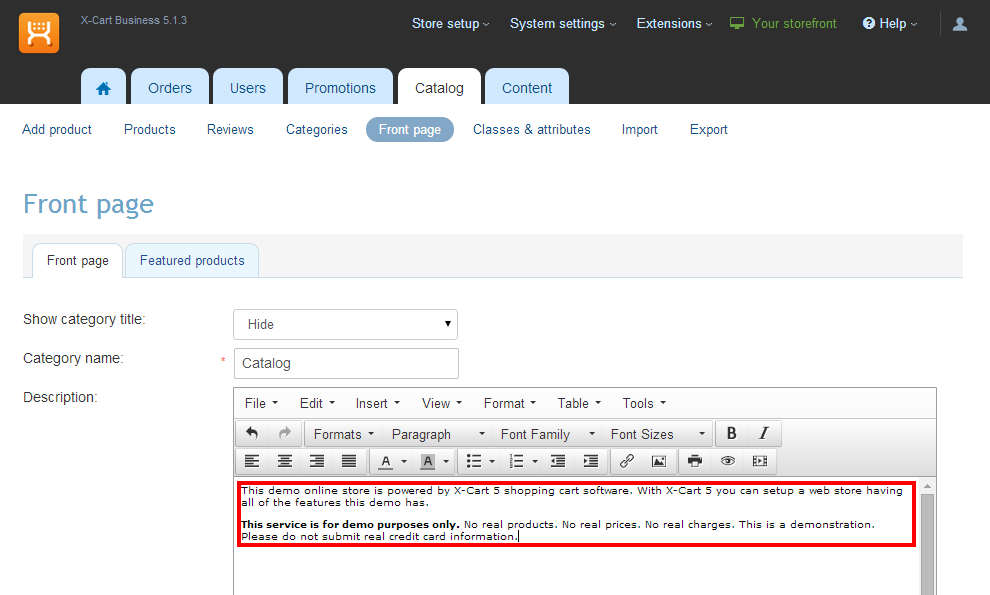 X-Cart Business 5.1.3
Store setup System settings Extensions Your storefront Help
Orders Users Promotions Catalog Content
Add product Products Reviews Categories Front page Classes & attributes Import Export
Front page
Front page Featured products
Show category title: Hide
Category name: * Catalog
Description:
File Edit Insert View Format Table Tools
Formats Paragraph Font Family Font Sizes B I
A A
This demo online store is powered by X-Cart 5 shopping cart software. With X-Cart 5 you can setup a web store having
all of the features this demo has.
This service is for demo purposes only. No real products. No real prices. No real charges. This is a demonstration.
Please do not submit real credit card information.